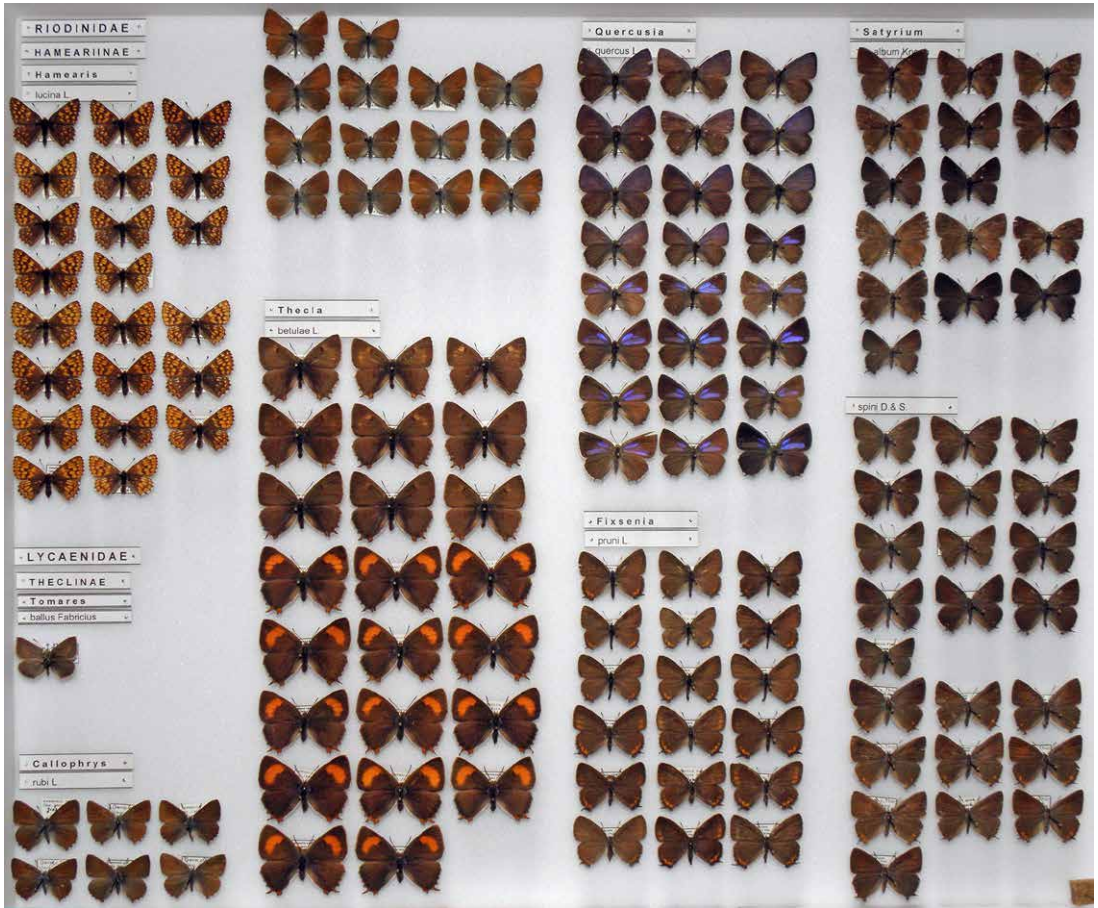 RIODINIDAE
HAMEARIINAE
Hamearis
lucina L.
LYCAENIDAE
THECLINAE
Tomares
ballus Fabricius
Callophrys
rubi L
Thecla
betulae L.
Quercusia
quercus L
Fixsenia
pruni L.
Satyrium
album
spini D.& S.